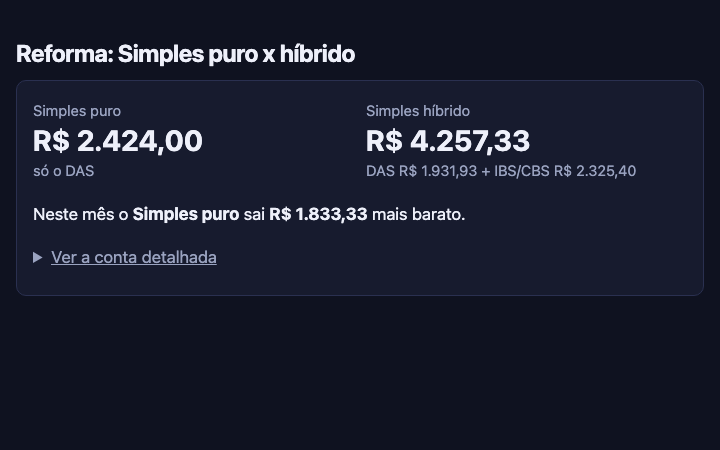 Reforma: Simples puro x híbrido
Simples puro
R$ 2.424,00
só o DAS
Simples híbrido
R$ 4.257,33
DAS R$ 1.931,93 + IBS/CBS R$ 2.325,40
Neste mês o Simples puro sai R$ 1.833,33 mais barato.
Ver a conta detalhada